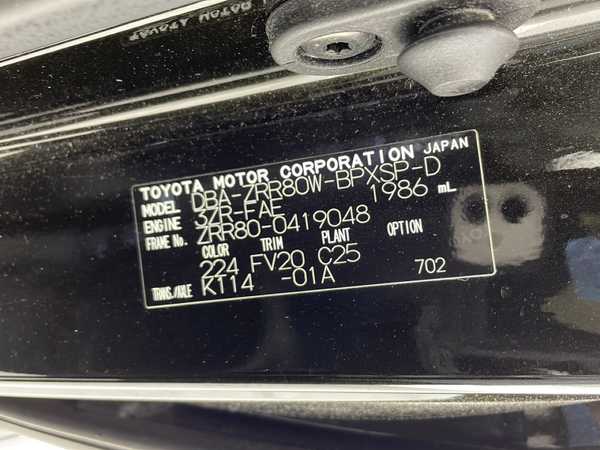 TOYOTA MOTOR CORPORATION JAPAN
MODEL DBA-ZRR80W-BPXSP-D
ENGINE 3ZR-FAE 1986 mL
FRAME No. ZRR80-0419048
COLOR TRIM PLANT OPTION
224 FV20 C25
TRANS./AXLE K114 -01A 702